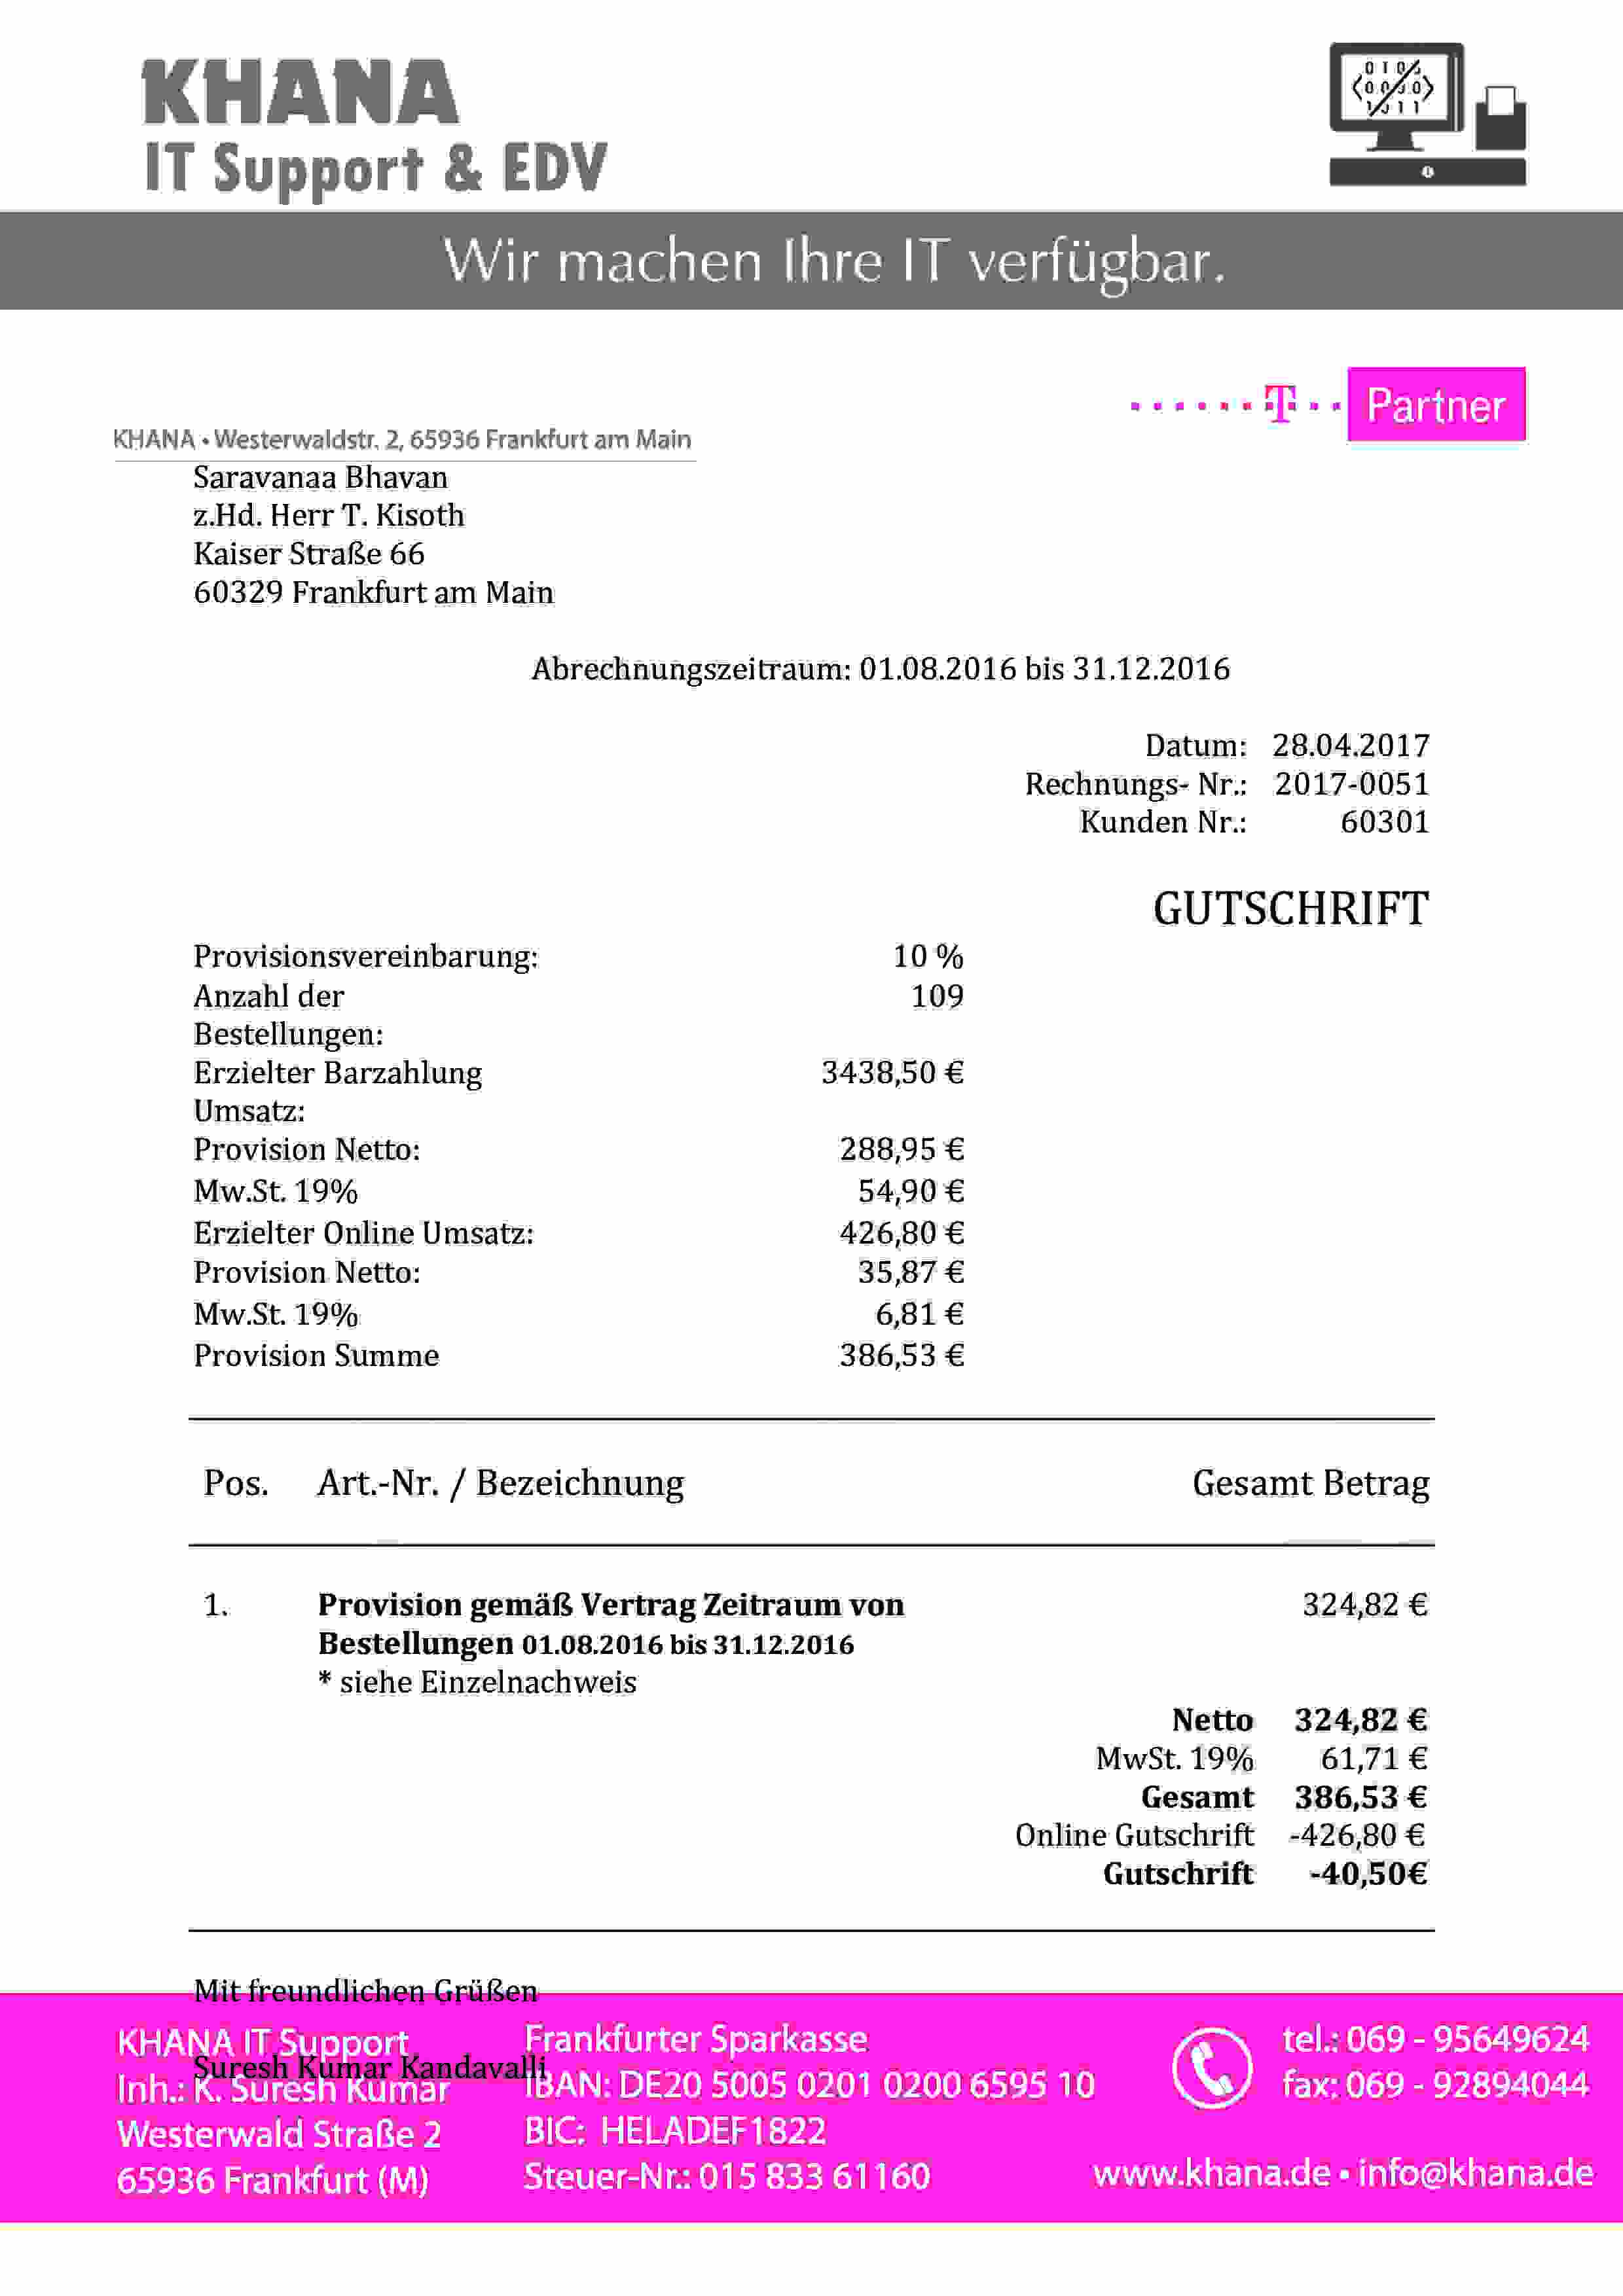 KHANA
IT Support & EDV
Wir machen Ihre IT verfügbar.
T Partner
KHANA • Westerwaldstr. 2, 65936 Frankfurt am Main
Saravanaa Bhavan
z.Hd. Herr T. Kisoth
Kaiser Straße 66
60329 Frankfurt am Main
Abrechnungszeitraum: 01.08.2016 bis 31.12.2016
Datum: 28.04.2017
Rechnungs- Nr.: 2017-0051
Kunden Nr.: 60301
GUTSCHRIFT
Provisionsvereinbarung: 10 %
Anzahl der 109
Bestellungen:
Erzielter Barzahlung 3438,50 €
Umsatz:
Provision Netto: 288,95 €
Mw.St. 19% 54,90 €
Erzielter Online Umsatz: 426,80 €
Provision Netto: 35,87 €
Mw.St. 19% 6,81 €
Provision Summe 386,53 €
Pos. Art.-Nr. / Bezeichnung Gesamt Betrag
1. Provision gemäß Vertrag Zeitraum von 324,82 €
Bestellungen 01.08.2016 bis 31.12.2016
* siehe Einzelnachweis
Netto 324,82 €
MwSt. 19% 61,71 €
Gesamt 386,53 €
Online Gutschrift -426,80 €
Gutschrift -40,50€
Mit freundlichen Grüßen
Suresh Kumar Kandavalli
KHANA IT Support
Inh.: K. Suresh Kumar
Westerwald Straße 2
65936 Frankfurt (M)
Frankfurter Sparkasse
IBAN: DE20 5005 0201 0200 6595 10
BIC: HELADEF1822
Steuer-Nr.: 015 833 61160
tel.: 069 - 95649624
fax: 069 - 92894044
www.khana.de • info@khana.de